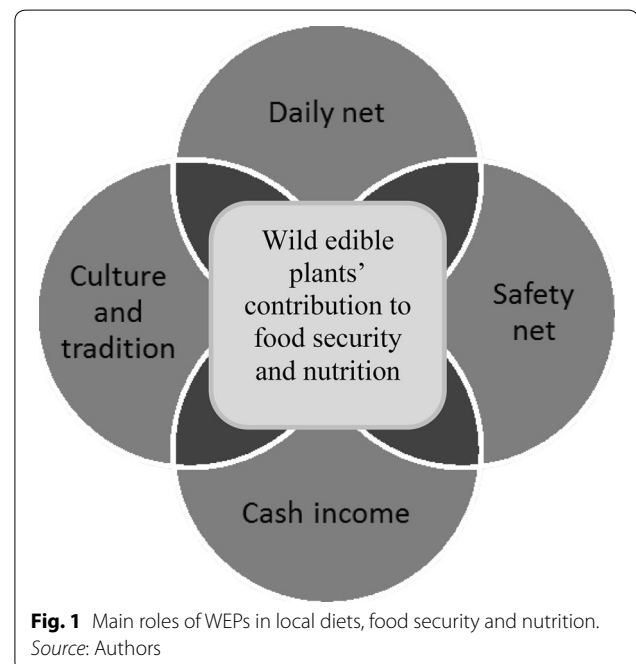 Daily net
Culture
and
tradition
Wild edible
plants'
contribution to
food security
and nutrition
Safety
net
Cash income
Fig. 1 Main roles of WEPs in local diets, food security and nutrition.
Source: Authors